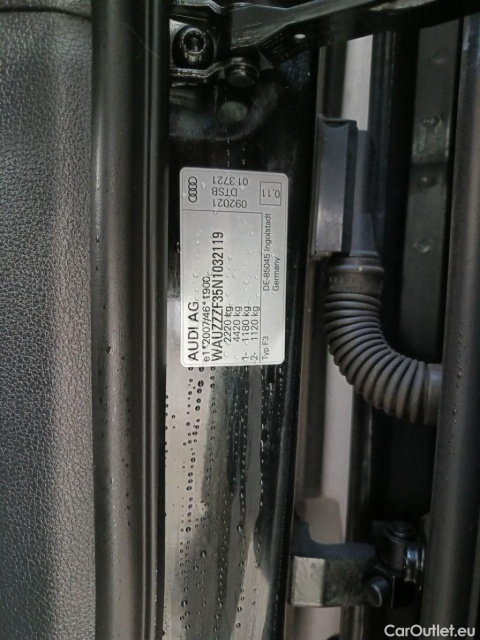 AUDI AG
e1*2007/46*1900
WAUZZZF35N1032119
2220 kg
4420 kg
1- 1180 kg
2- 1120 kg
Typ F3
092021
DTSB
013721
0,11
DE-85045 Ingolstadt
Germany
CarOutlet.eu